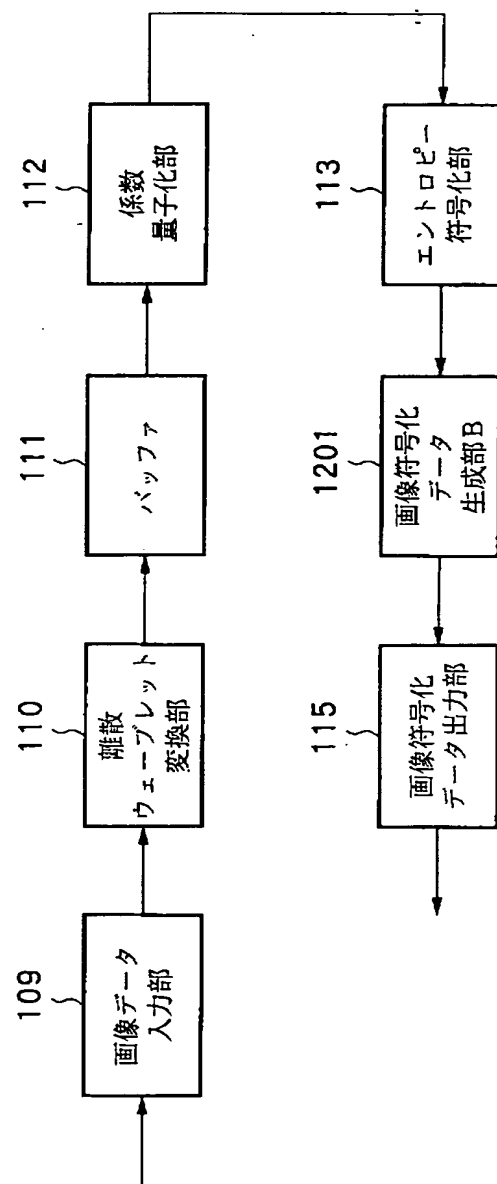 109
画像データ
入力部
110
離散
ウェーブレット
変換部
111
バッファ
112
係数
量子化部
113
エントロピー
符号化部
1201
画像符号化
データ
生成部B
115
画像符号化
データ出力部